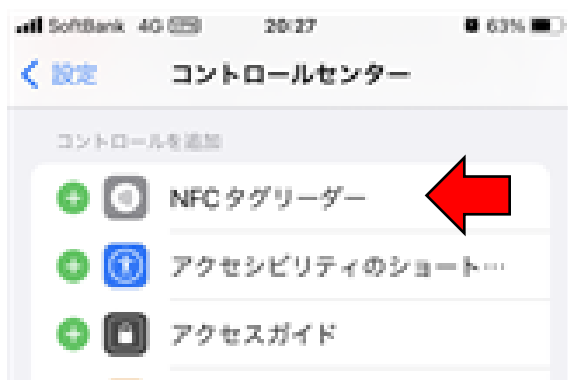 SoftBank 4G 20:27 63%
設定 コントロールセンター
コントロールを追加
NFCタグリーダー
アクセシビリティのショート…
アクセスガイド